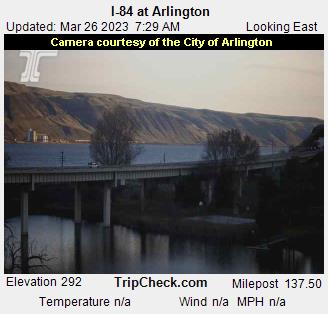 I-84 at Arlington
Updated: Mar 26 2023 7:29 AM Looking East
Camera courtesy of the City of Arlington
Elevation 292 TripCheck.com Milepost 137.50
Temperature n/a Wind n/a MPH n/a